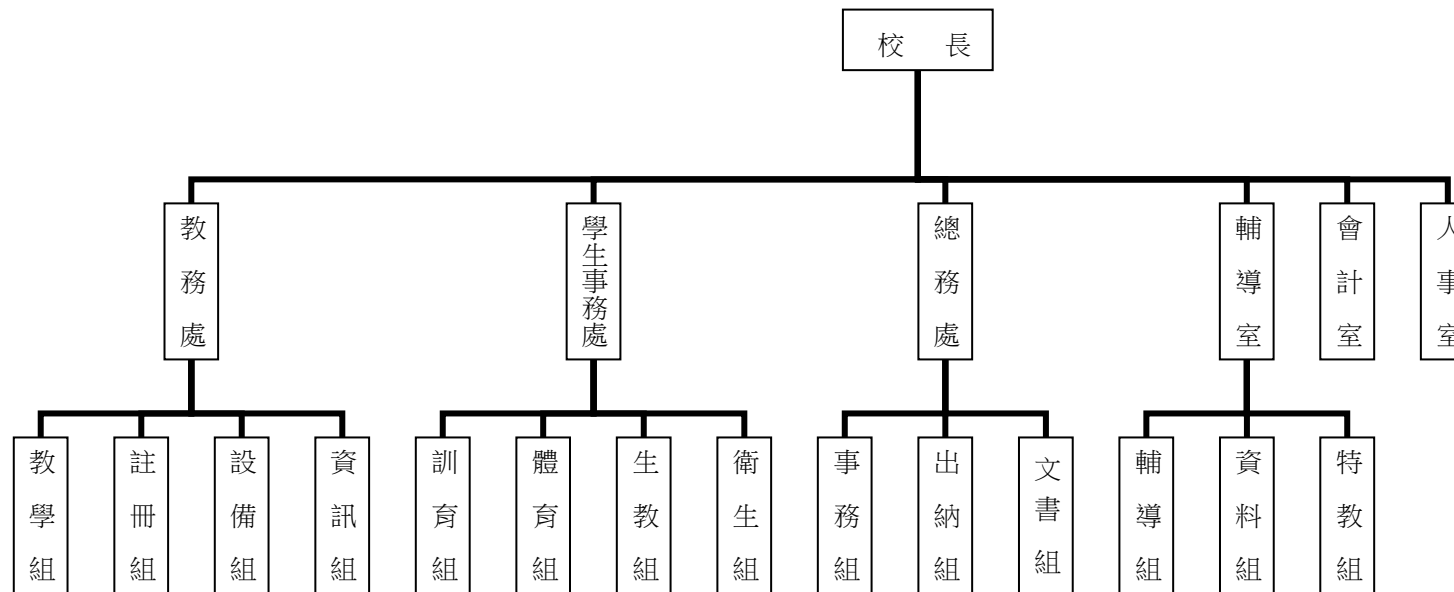 校長
教務處
學生事務處
總務處
輔導室
會計室
人事室
教學組
註冊組
設備組
資訊組
訓育組
體育組
生教組
衛生組
事務組
出納組
文書組
輔導組
資料組
特教組